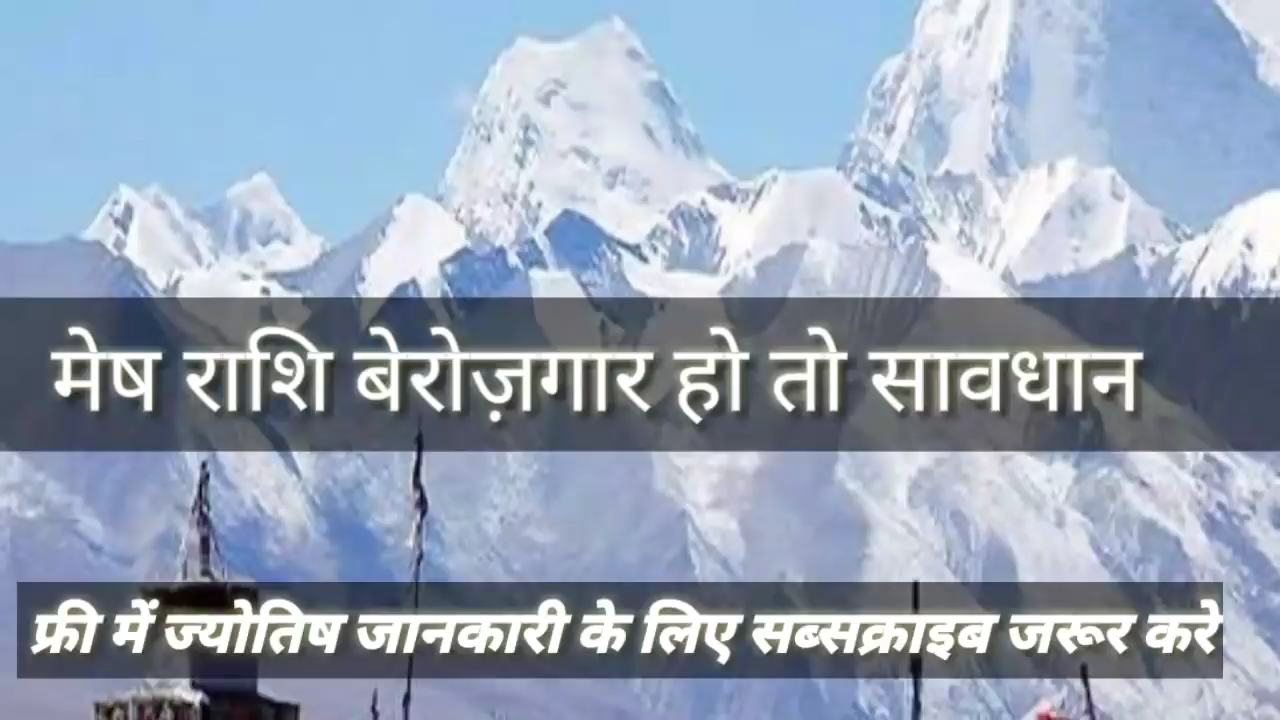 मेष राशि बेरोज़गार हो तो सावधान
फ्री में ज्योतिष जानकारी के लिए सब्सक्राइब जरूर करे